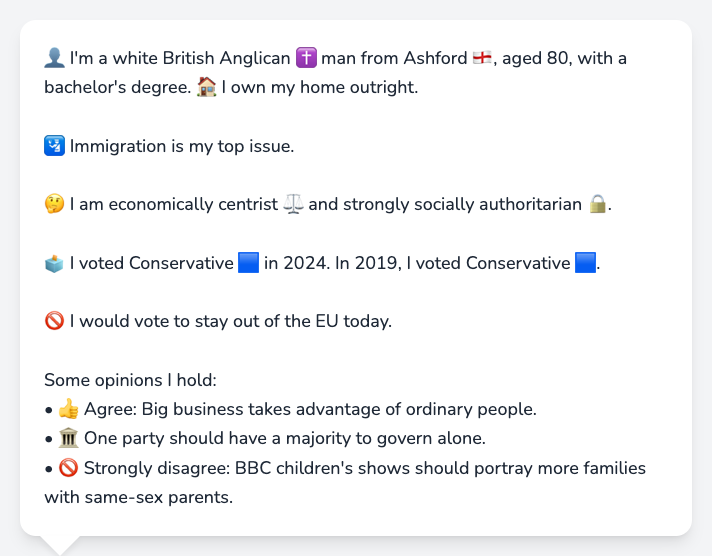 👤 I'm a white British Anglican ✝️ man from Ashford 🏴󠁧󠁢󠁥󠁮󠁧󠁿, aged 80, with a
bachelor's degree. 🏠 I own my home outright.
🛂 Immigration is my top issue.
🤔 I am economically centrist ⚖️ and strongly socially authoritarian 🔒.
🗳️ I voted Conservative 🟦 in 2024. In 2019, I voted Conservative 🟦.
🚫 I would vote to stay out of the EU today.
Some opinions I hold:
• 👍 Agree: Big business takes advantage of ordinary people.
• 🏛️ One party should have a majority to govern alone.
• 🚫 Strongly disagree: BBC children's shows should portray more families
with same-sex parents.